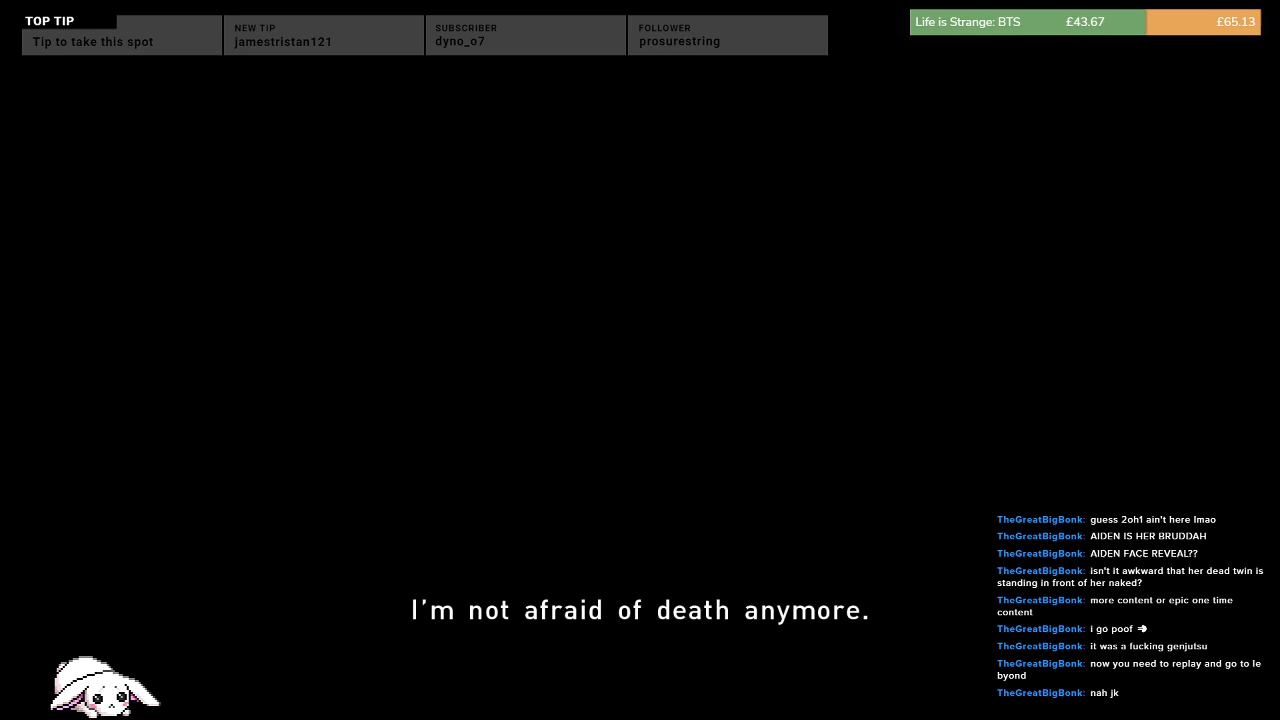 TOP TIP
Tip to take this spot
NEW TIP
jamestristan121
SUBSCRIBER
dyno_o7
FOLLOWER
prosurestring
Life is Strange: BTS £43.67 £65.13
I'm not afraid of death anymore.
TheGreatBigBonk: guess 2oh1 ain't here lmao
TheGreatBigBonk: AIDEN IS HER BRUDDAH
TheGreatBigBonk: AIDEN FACE REVEAL??
TheGreatBigBonk: isn't it awkward that her dead twin is
standing in front of her naked?
TheGreatBigBonk: more content or epic one time
content
TheGreatBigBonk: i go poof
TheGreatBigBonk: it was a fucking genjutsu
TheGreatBigBonk: now you need to replay and go to le
byond
TheGreatBigBonk: nah jk